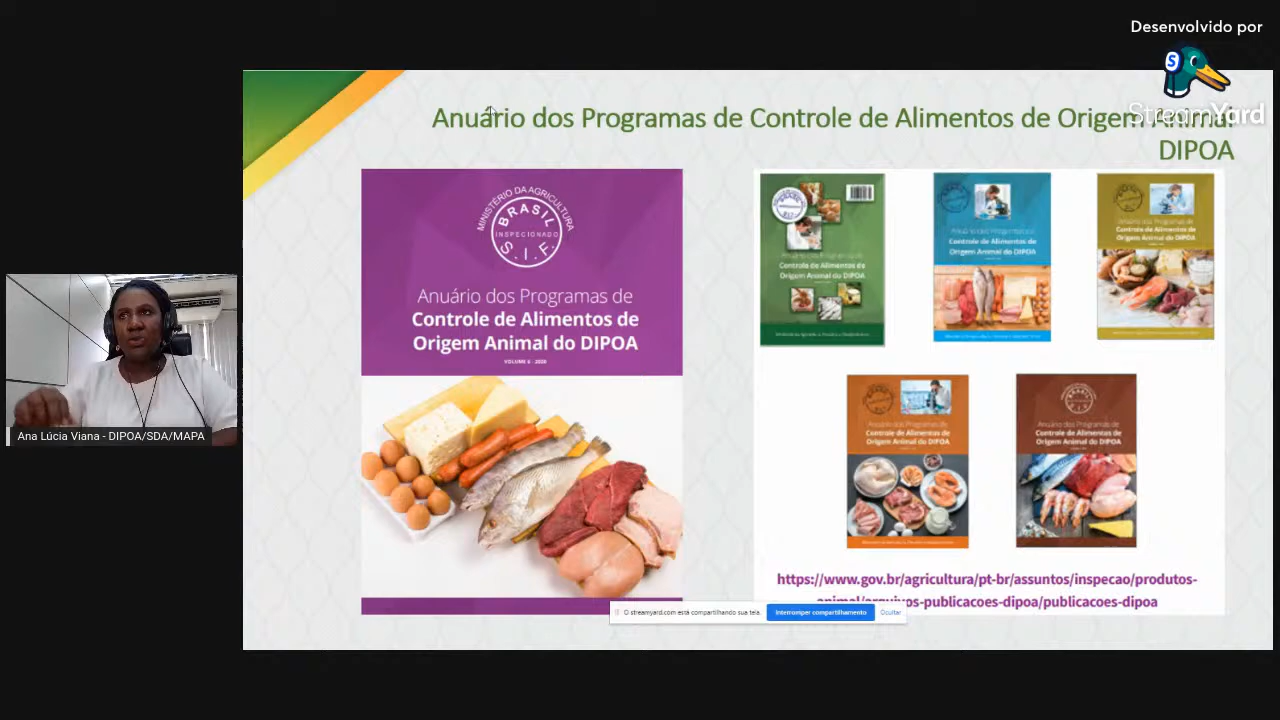 Desenvolvido por
StreamYard
Anuário dos Programas de Controle de Alimentos de Origem Animal
DIPOA
MINISTÉRIO DA AGRICULTURA
BRASIL
INSPECIONADO
S.I.F.
Anuário dos Programas de
Controle de Alimentos de
Origem Animal do DIPOA
Anuário dos Programas de
Controle de Alimentos de
Origem Animal do DIPOA
Anuário dos Programas de
Controle de Alimentos de
Origem Animal do DIPOA
Anuário dos Programas de
Controle de Alimentos de
Origem Animal do DIPOA
Anuário dos Programas de
Controle de Alimentos de
Origem Animal do DIPOA
Anuário dos Programas de
Controle de Alimentos de
Origem Animal do DIPOA
https://www.gov.br/agricultura/pt-br/assuntos/inspecao/produtos-
animal/arquivos-publicacoes-dipoa/publicacoes-dipoa
O streamyard.com está compartilhando sua tela.
Interromper compartilhamento
Ocultar
Ana Lúcia Viana - DIPOA/SDA/MAPA